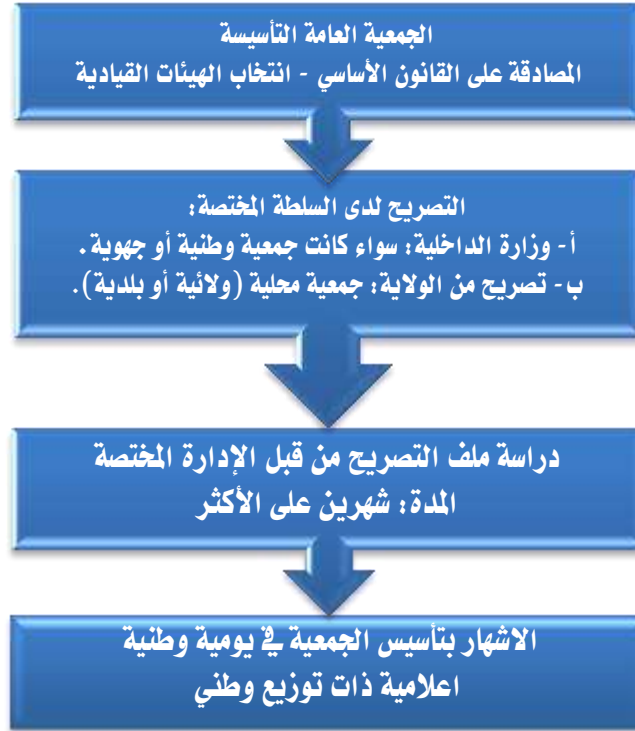 الجمعية العامة التأسيسة
المصادقة على القانون الأساسي - انتخاب الهيئات القيادية
التصريح لدى السلطة المختصة:
أ- وزارة الداخلية: سواء كانت جمعية وطنية أو جهوية.
ب- تصريح من الولاية: جمعية محلية (ولائية أو بلدية).
دراسة ملف التصريح من قبل الإدارة المختصة
المدة: شهرين على الأكثر
الاشهار بتأسيس الجمعية في يومية وطنية
اعلامية ذات توزيع وطني